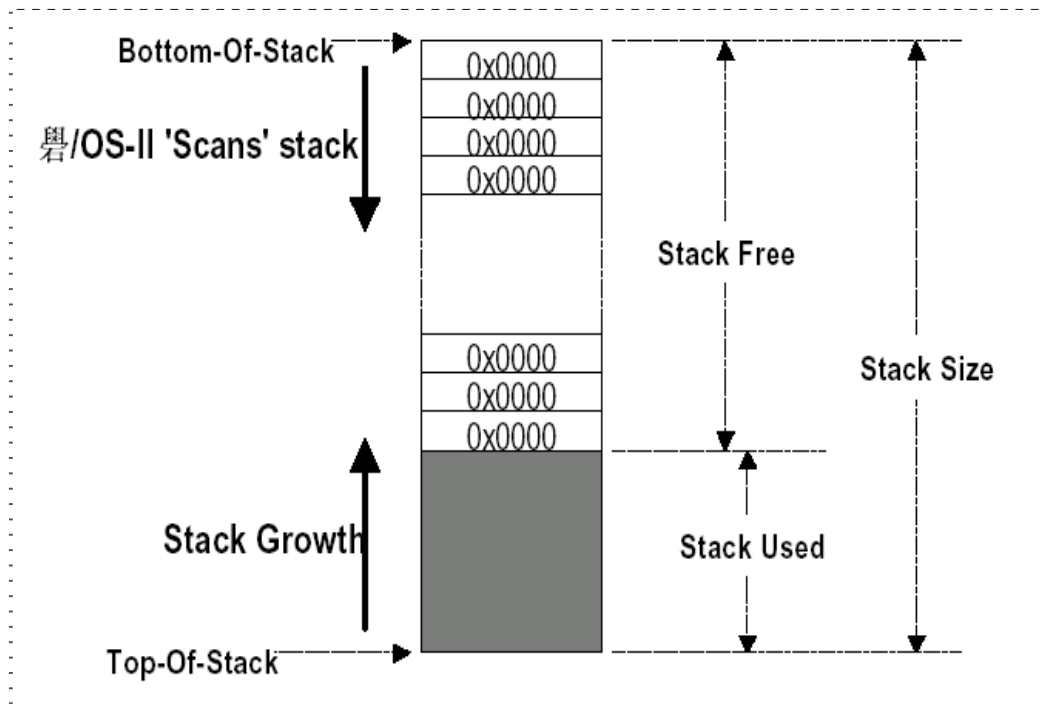 Bottom-Of-Stack
0x0000
0x0000
礐/OS-II 'Scans' stack
0x0000
0x0000
Stack Free
0x0000
Stack Size
0x0000
0x0000
Stack Growth
Stack Used
Top-Of-Stack